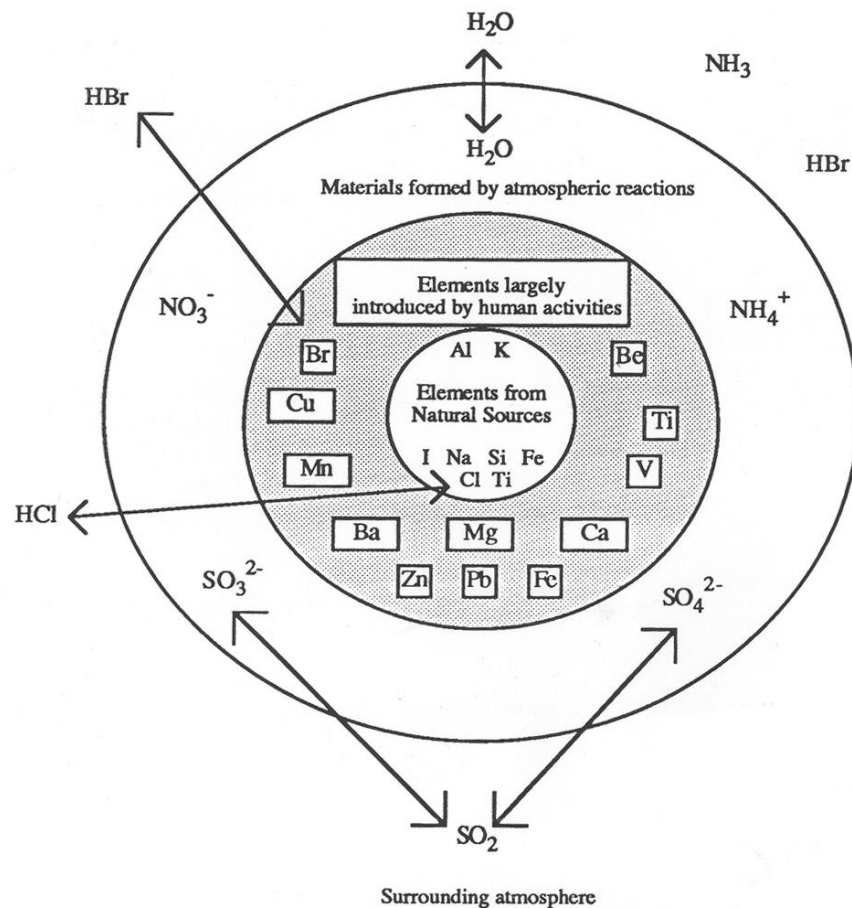 H₂O
NH₃
HBr
H₂O
HBr
Materials formed by atmospheric reactions
Elements largely
introduced by human activities
NO₃⁻
NH₄⁺
Al K
Br
Be
Elements from
Natural Sources
Cu
Ti
I Na Si Fe
Mn
V
Cl Ti
HCl
Ba Mg Ca
SO₃²⁻
Zn Pb Fe
SO₄²⁻
SO₂
Surrounding atmosphere